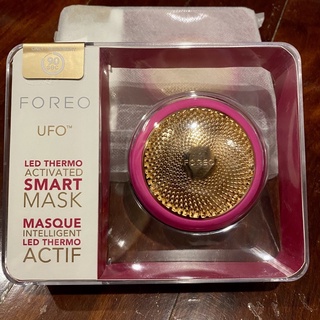 FOREO
UFO™
LED THERMO
ACTIVATED
SMART
MASK
MASQUE
INTELLIGENT
LED THERMO
ACTIF
FOREO